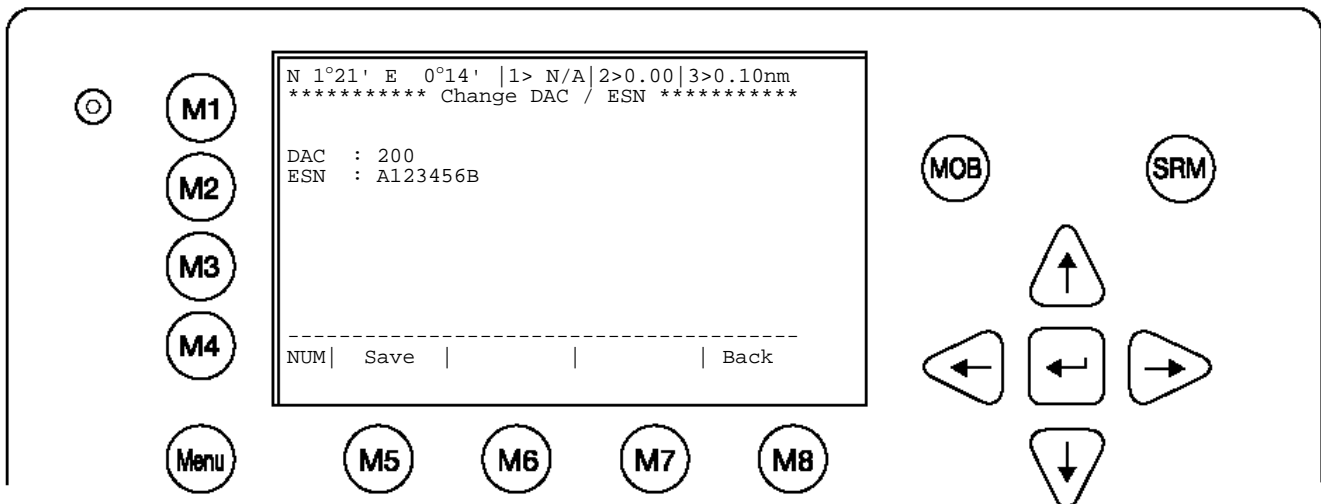 N 1°21' E 0°14' |1> N/A|2>0.00|3>0.10nm
*********** Change DAC / ESN ***********
M1
DAC : 200
ESN : A123456B
M2
MOB
SRM
M3
M4
----------------------------------------
NUM| Save | | | Back
Menu
M5
M6
M7
M8